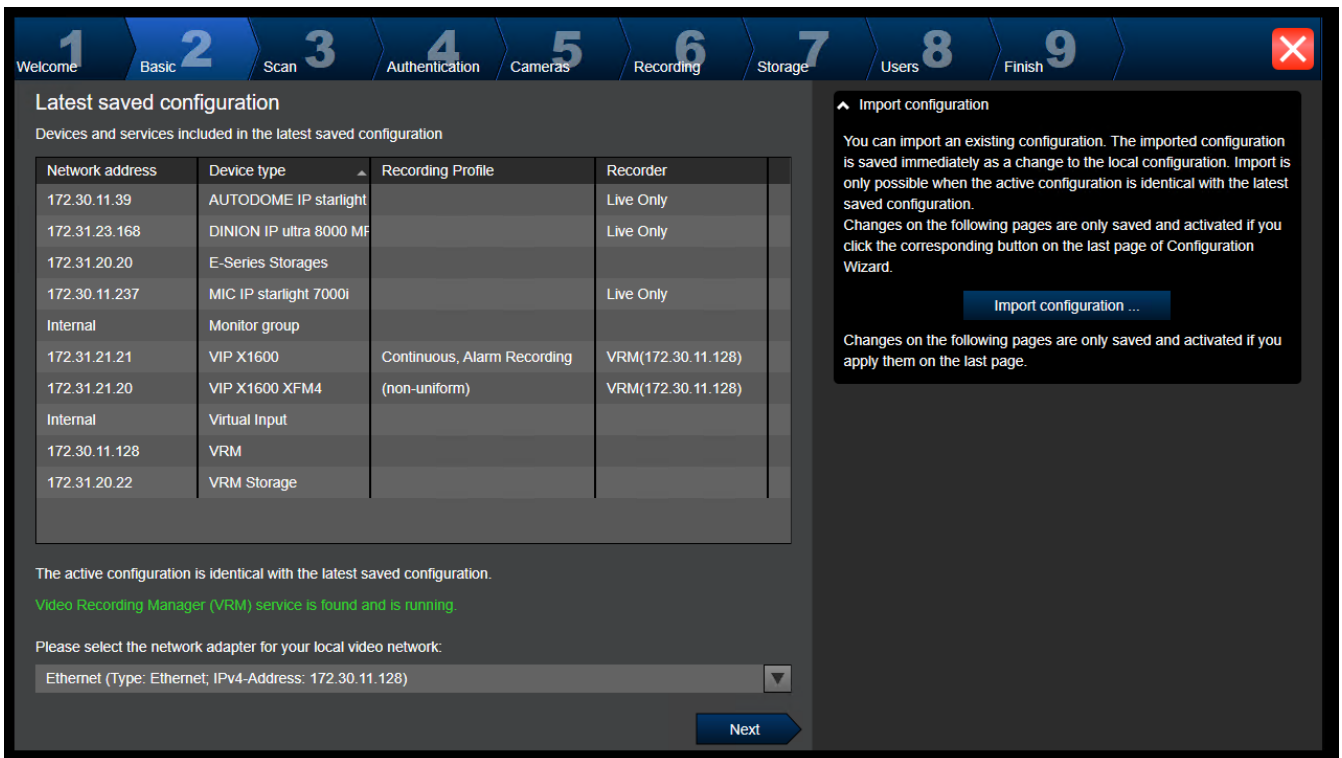 1 2 3 4 5 6 7 8 9
Welcome Basic Scan Authentication Cameras Recording Storage Users Finish
Latest saved configuration
Devices and services included in the latest saved configuration
Network address Device type Recording Profile Recorder
172.30.11.39 AUTODOME IP starlight Live Only
172.31.23.168 DINION IP ultra 8000 MP Live Only
172.31.20.20 E-Series Storages
172.30.11.237 MIC IP starlight 7000i Live Only
Internal Monitor group
172.31.21.21 VIP X1600 Continuous, Alarm Recording VRM(172.30.11.128)
172.31.21.20 VIP X1600 XFM4 (non-uniform) VRM(172.30.11.128)
Internal Virtual Input
172.30.11.128 VRM
172.31.20.22 VRM Storage
The active configuration is identical with the latest saved configuration.
Video Recording Manager (VRM) service is found and is running.
Please select the network adapter for your local video network:
Ethernet (Type: Ethernet; IPv4-Address: 172.30.11.128)
Next
Import configuration
You can import an existing configuration. The imported configuration
is saved immediately as a change to the local configuration. Import is
only possible when the active configuration is identical with the latest
saved configuration.
Changes on the following pages are only saved and activated if you
click the corresponding button on the last page of Configuration
Wizard.
Import configuration ...
Changes on the following pages are only saved and activated if you
apply them on the last page.